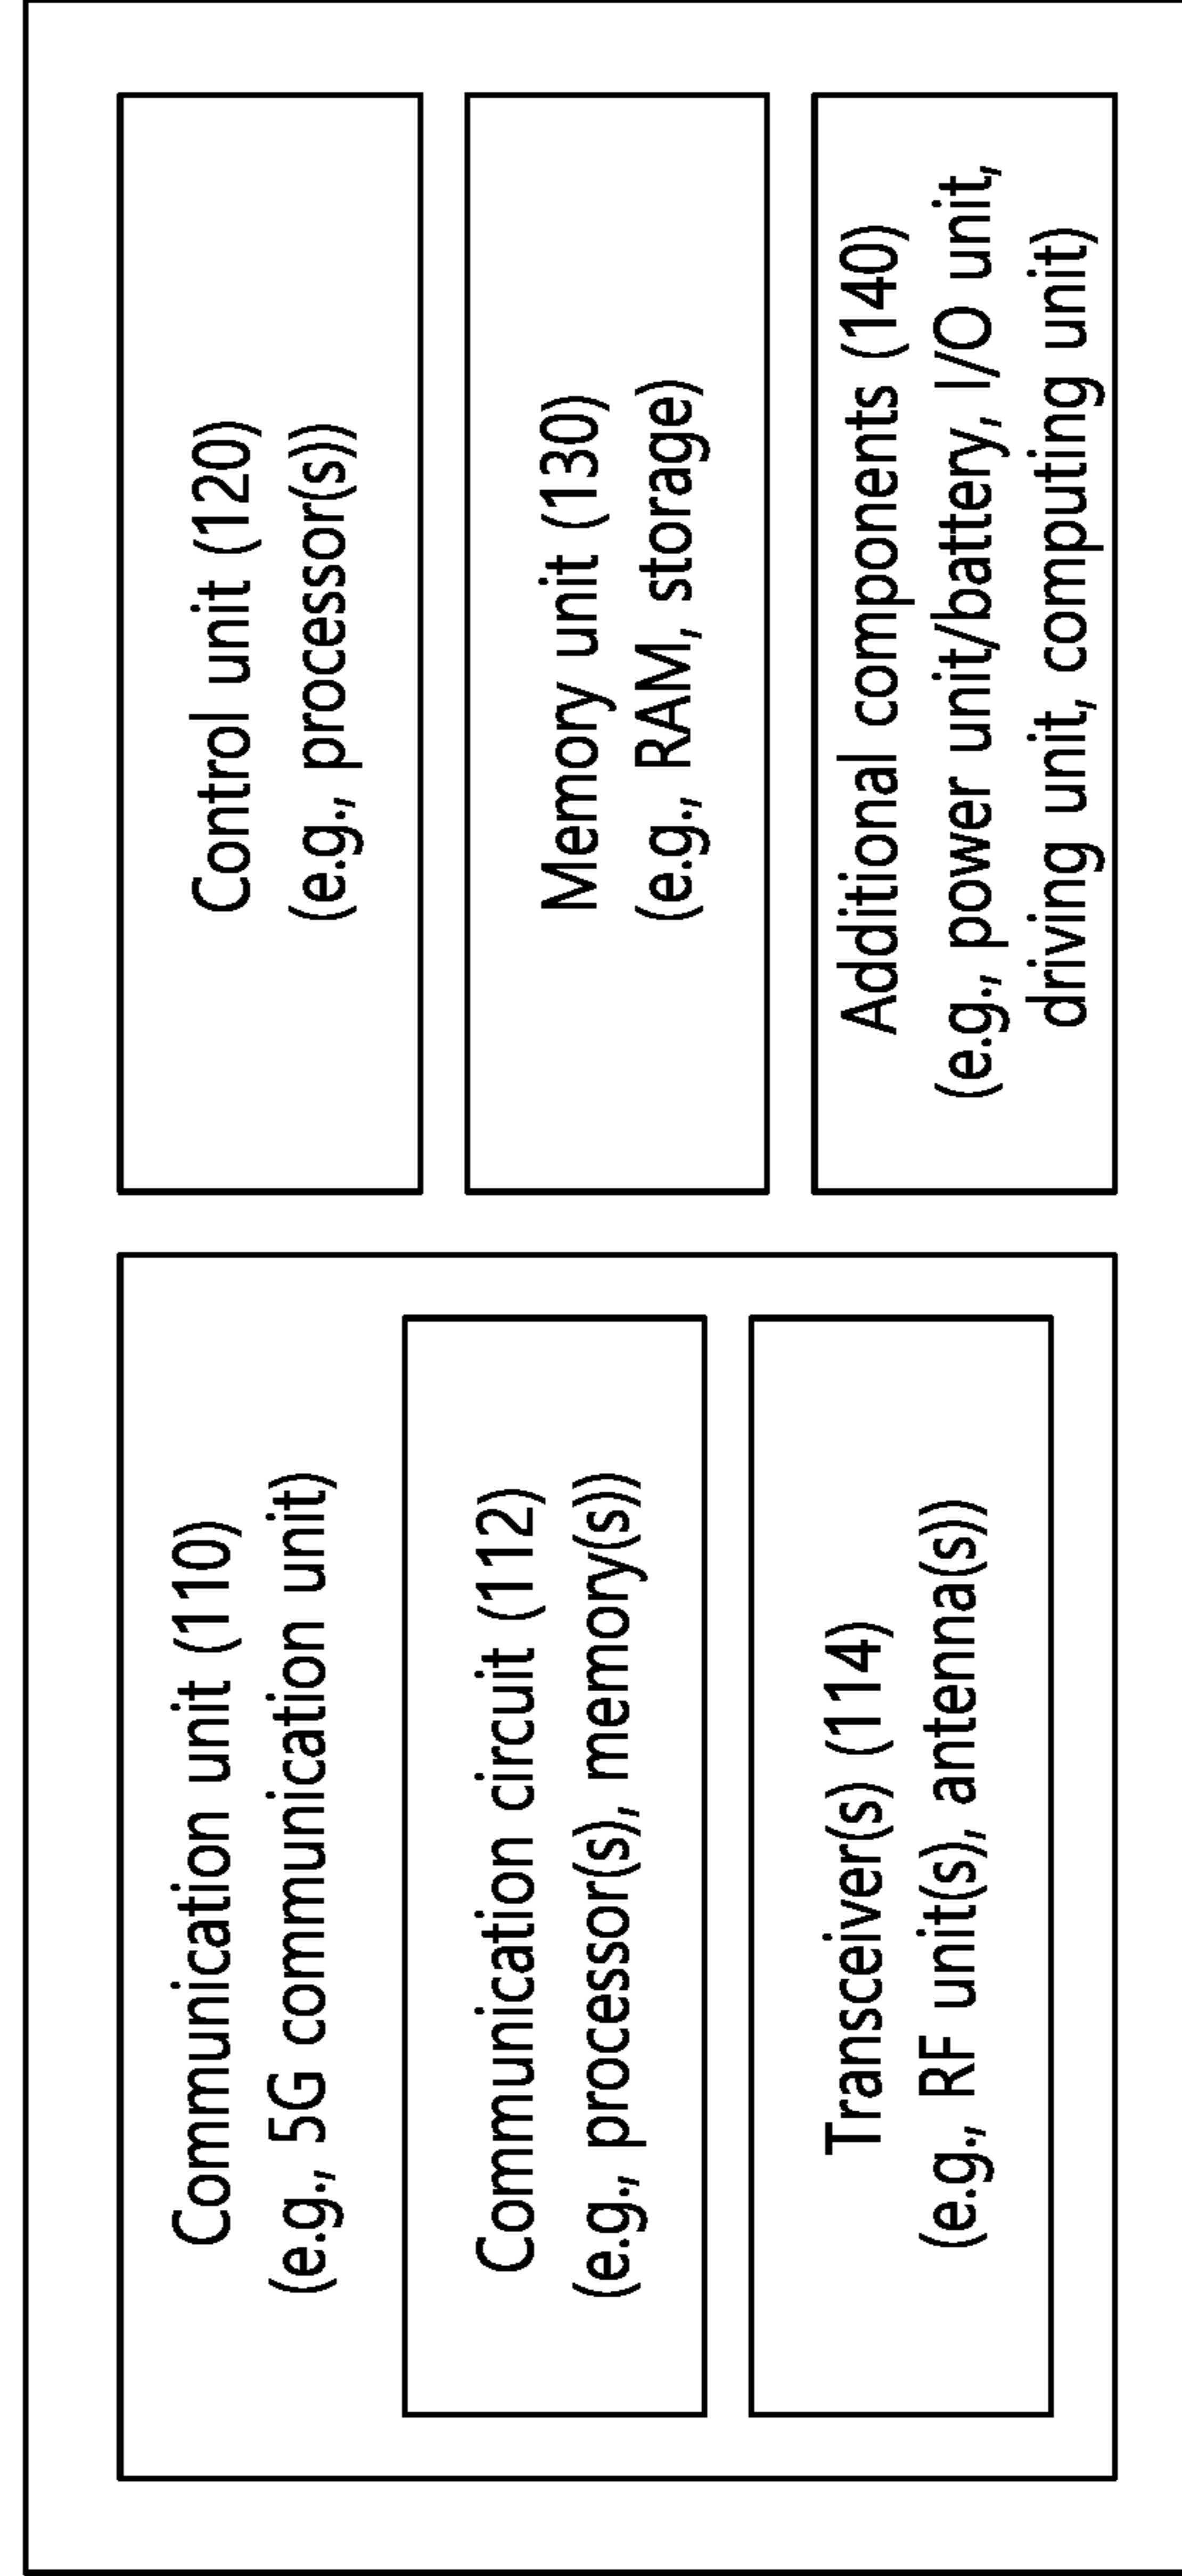 Communication unit (110)
(e.g., 5G communication unit)
Communication circuit (112)
(e.g., processor(s), memory(s))
Transceiver(s) (114)
(e.g., RF unit(s), antenna(s))
Control unit (120)
(e.g., processor(s))
Memory unit (130)
(e.g., RAM, storage)
Additional components (140)
(e.g., power unit/battery, I/O unit,
driving unit, computing unit)